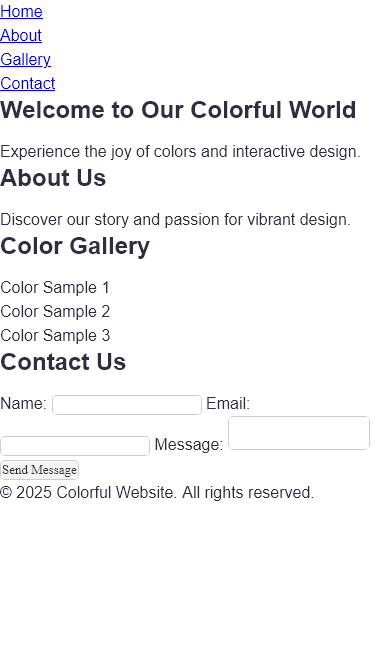 Home
About
Gallery
Contact
Welcome to Our Colorful World
Experience the joy of colors and interactive design.
About Us
Discover our story and passion for vibrant design.
Color Gallery
Color Sample 1
Color Sample 2
Color Sample 3
Contact Us
Name: Email:
Message:
Send Message
© 2025 Colorful Website. All rights reserved.